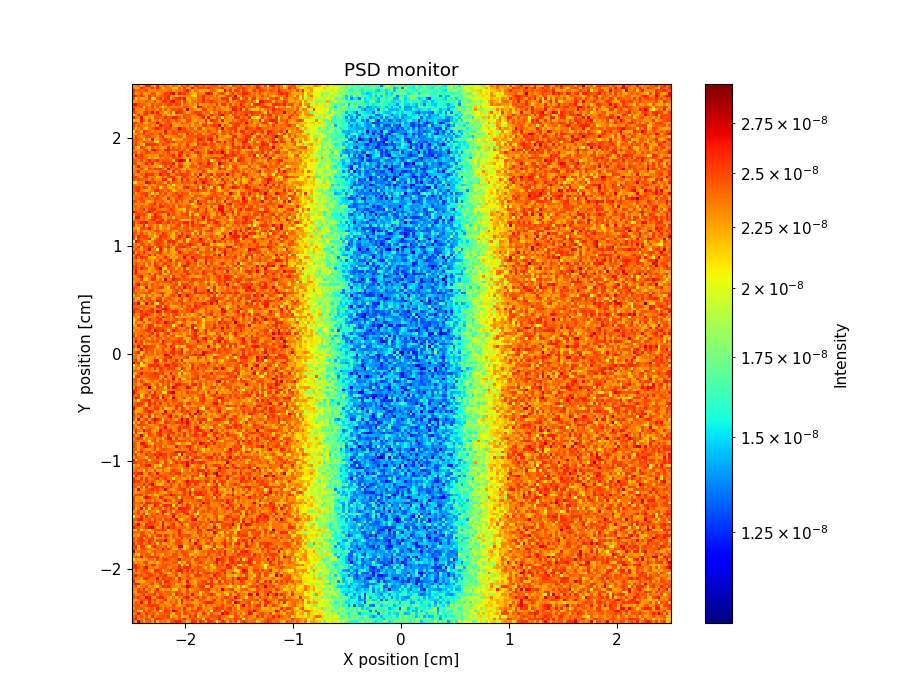 PSD monitor
2
1
0
−1
−2
Y position [cm]
−2
−1
0
1
2
X position [cm]
2.75 × 10⁻⁸
2.5 × 10⁻⁸
2.25 × 10⁻⁸
2 × 10⁻⁸
1.75 × 10⁻⁸
1.5 × 10⁻⁸
1.25 × 10⁻⁸
Intensity